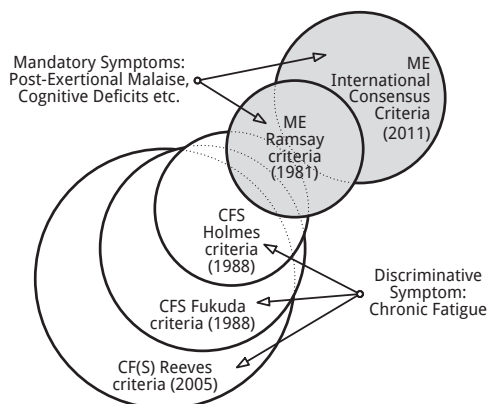 Mandatory Symptoms:
Post-Exertional Malaise,
Cognitive Deficits etc.
ME
International
Consensus
Criteria
(2011)
ME
Ramsay
criteria
(1981)
CFS
Holmes
criteria
(1988)
Discriminative
Symptom:
Chronic Fatigue
CFS Fukuda
criteria (1988)
CF(S) Reeves
criteria (2005)